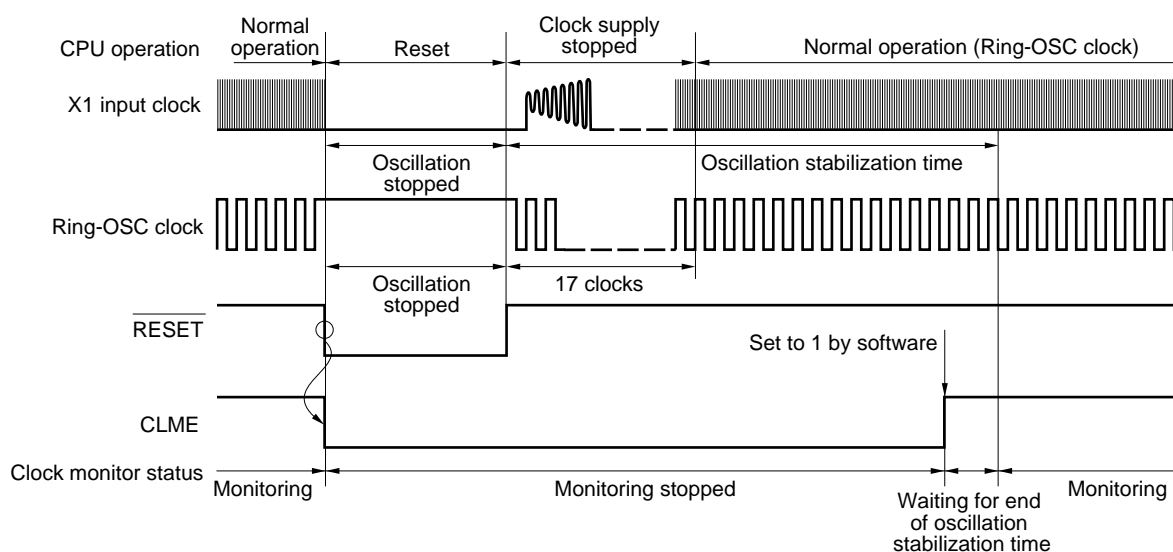 CPU operation
Normal
operation
Reset
Clock supply
stopped
Normal operation (Ring-OSC clock)
X1 input clock
Oscillation
stopped
Oscillation stabilization time
Ring-OSC clock
Oscillation
stopped
17 clocks
RESET
Set to 1 by software
CLME
Clock monitor status
Monitoring
Monitoring stopped
Waiting for end
of oscillation
stabilization time
Monitoring